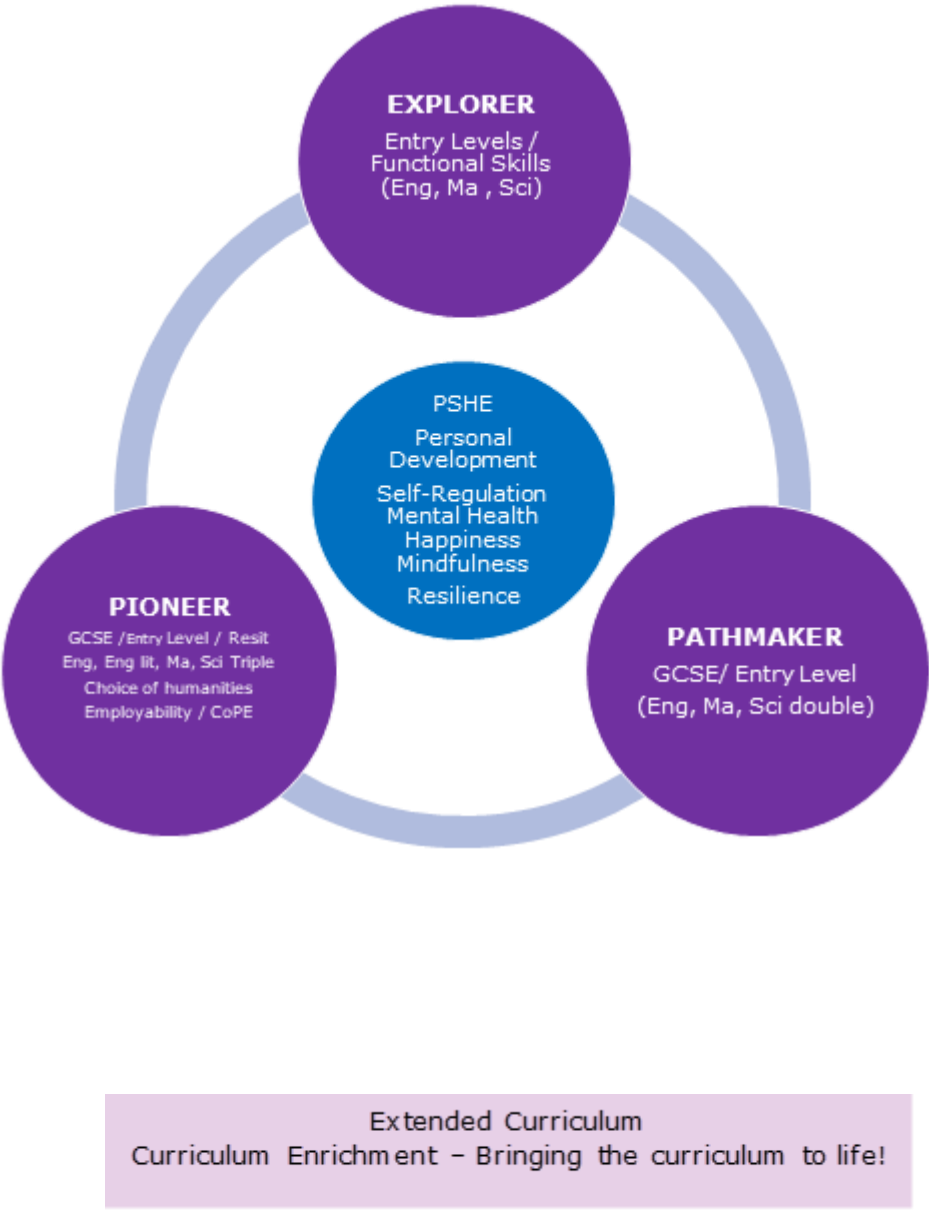 EXPLORER
Entry Levels /
Functional Skills
(Eng, Ma , Sci)
PSHE
Personal
Development
Self-Regulation
Mental Health
Happiness
Mindfulness
Resilience
PIONEER
GCSE /Entry Level / Resit
Eng, Eng lit, Ma, Sci Triple
Choice of humanities
Employability / CoPE
PATHMAKER
GCSE/ Entry Level
(Eng, Ma, Sci double)
Extended Curriculum
Curriculum Enrichment – Bringing the curriculum to life!